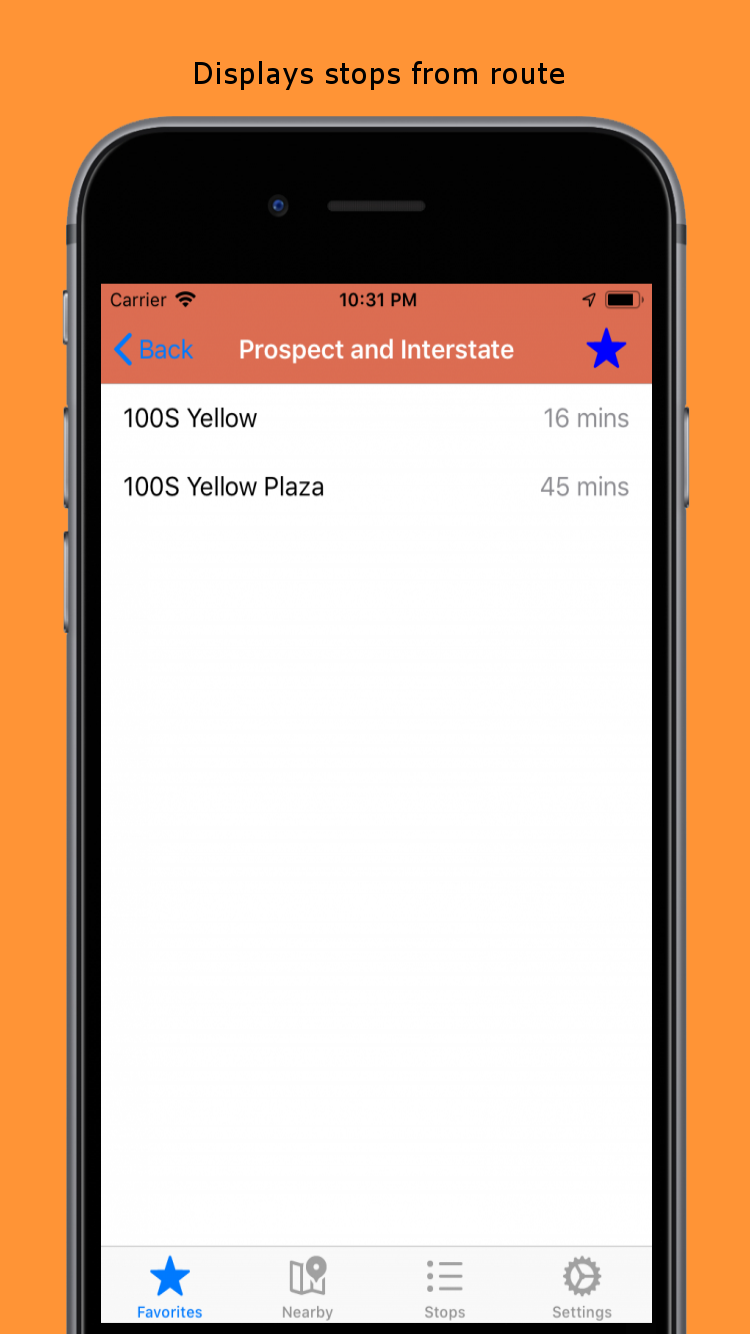 Displays stops from route
Carrier 10:31 PM
Back Prospect and Interstate
100S Yellow 16 mins
100S Yellow Plaza 45 mins
Favorites Nearby Stops Settings